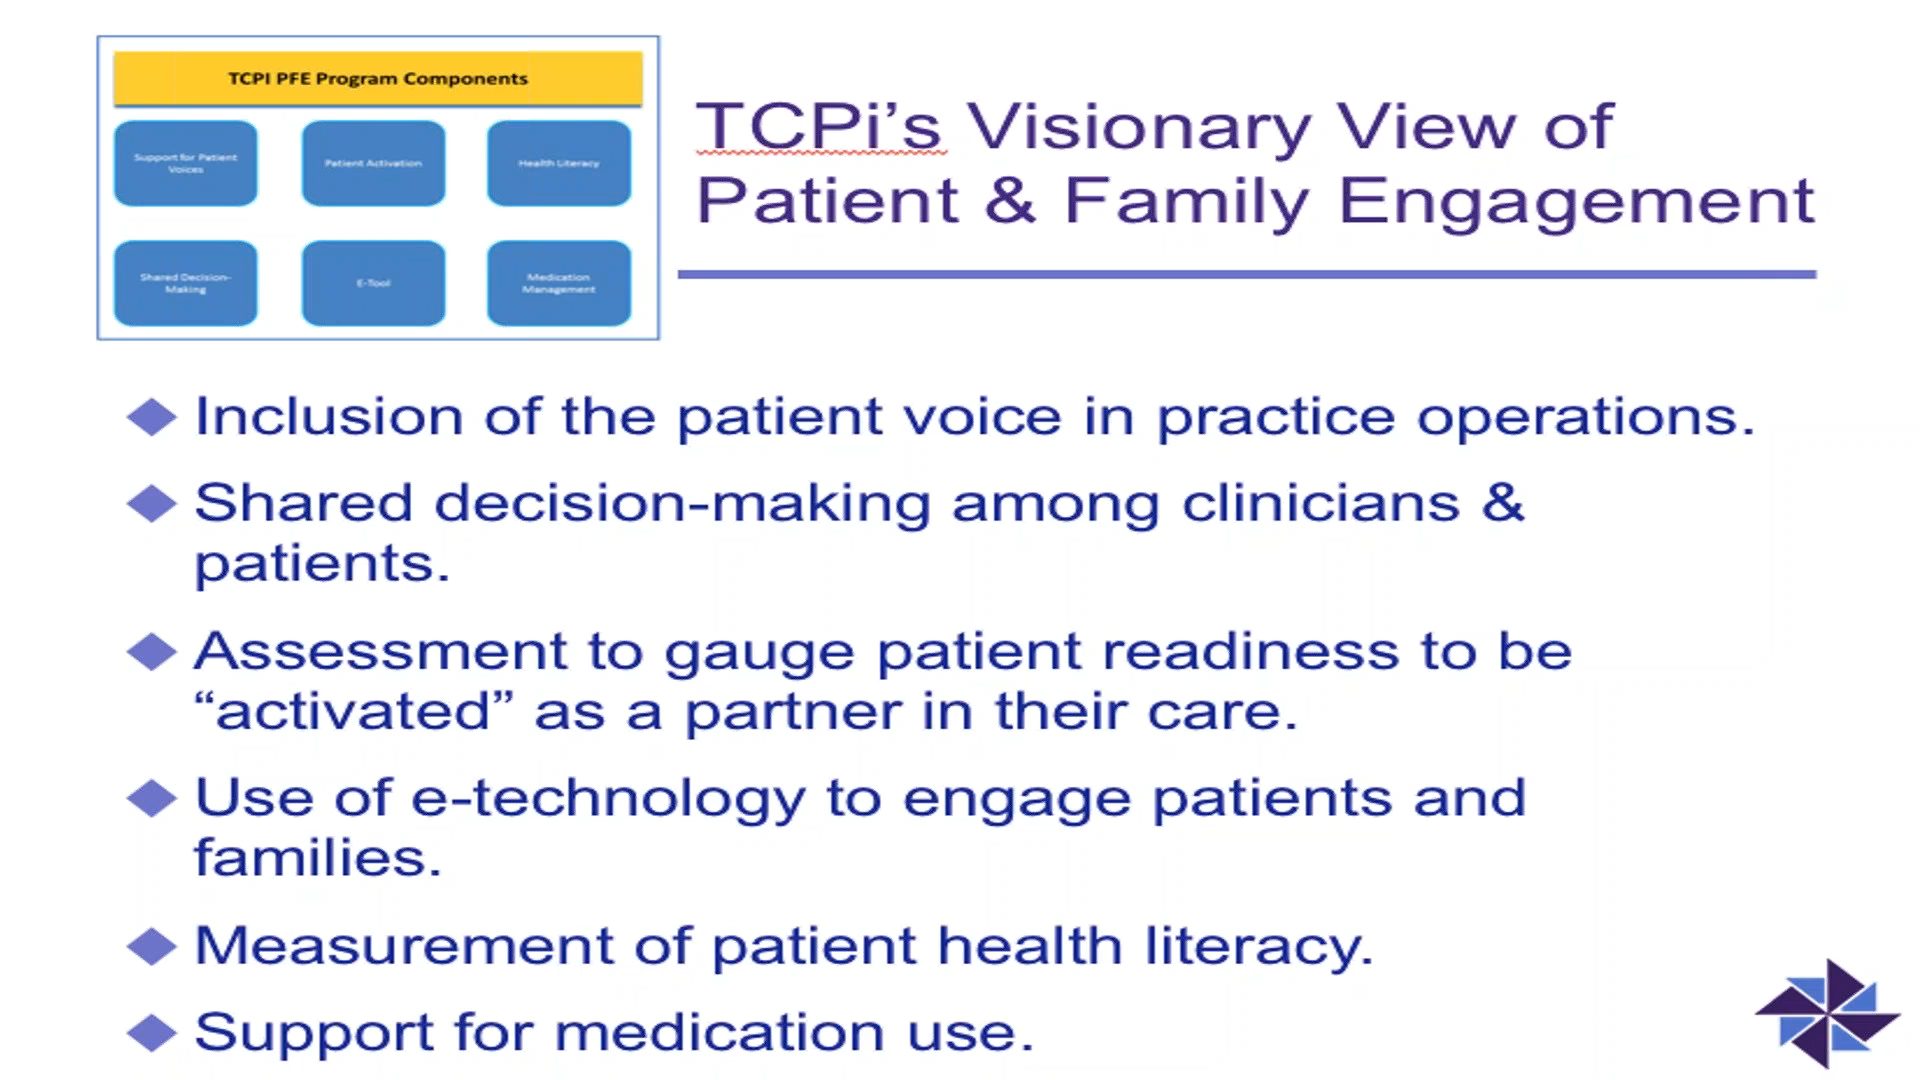 TCPI PFE Program Components
Support for Patient
Voices
Patient Activation
Health Literacy
Shared Decision-
Making
E-Tool
Medication
Management
TCPi’s Visionary View of
Patient & Family Engagement
Inclusion of the patient voice in practice operations.
Shared decision-making among clinicians &
patients.
Assessment to gauge patient readiness to be
“activated” as a partner in their care.
Use of e-technology to engage patients and
families.
Measurement of patient health literacy.
Support for medication use.